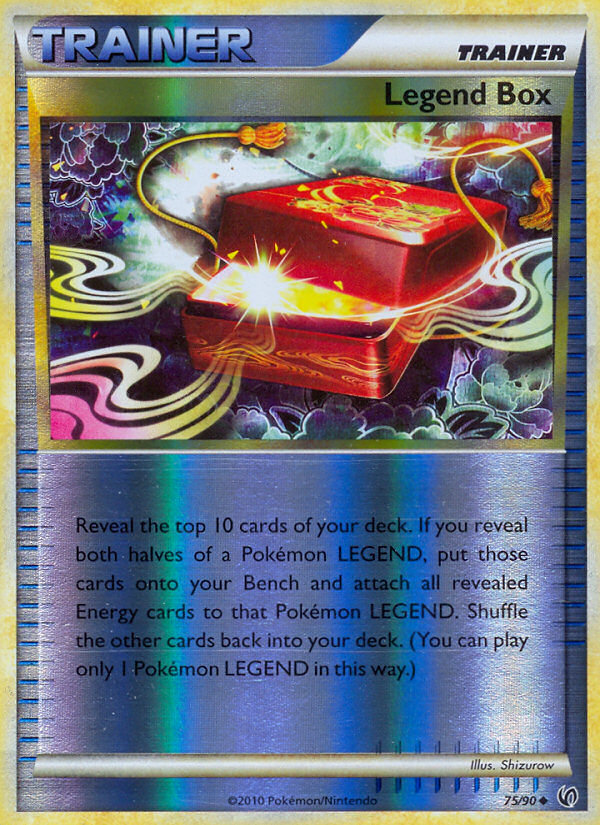 TRAINER
TRAINER
Legend Box
Reveal the top 10 cards of your deck. If you reveal
both halves of a Pokémon LEGEND, put those
cards onto your Bench and attach all revealed
Energy cards to that Pokémon LEGEND. Shuffle
the other cards back into your deck. (You can play
only 1 Pokémon LEGEND in this way.)
Illus. Shizurow
©2010 Pokémon/Nintendo
75/90